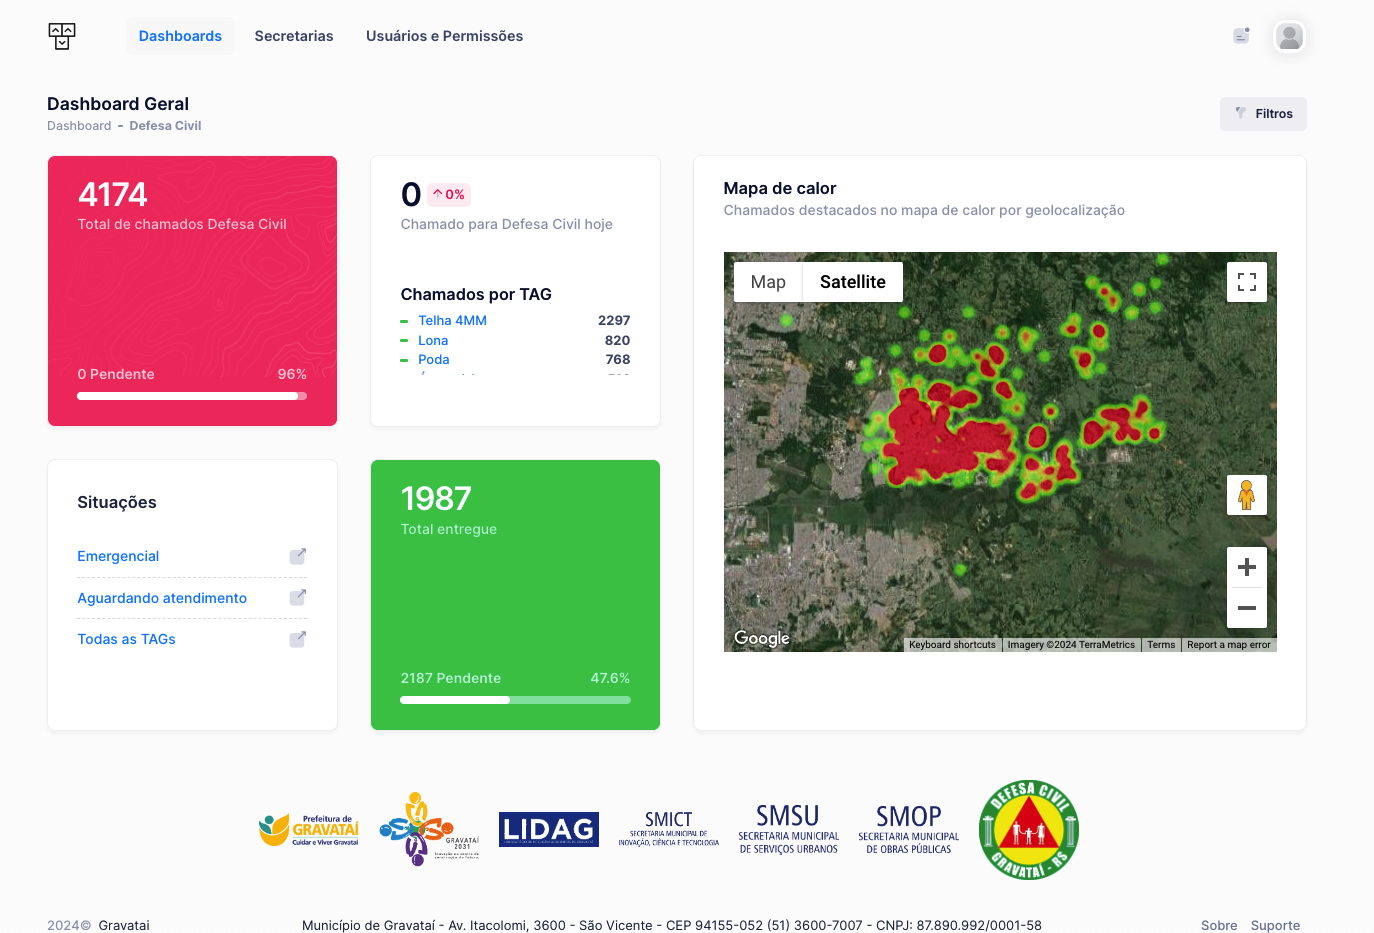 Dashboards
Secretarias
Usuários e Permissões
Dashboard Geral
Dashboard - Defesa Civil
Filtros
4174
Total de chamados Defesa Civil
0 Pendente
96%
0
0%
Chamado para Defesa Civil hoje
Chamados por TAG
Telha 4MM 2297
Lona 820
Poda 768
Mapa de calor
Chamados destacados no mapa de calor por geolocalização
Map
Satellite
Google
Keyboard shortcuts
Imagery ©2024 TerraMetrics
Terms
Report a map error
Situações
Emergencial
Aguardando atendimento
Todas as TAGs
1987
Total entregue
2187 Pendente
47.6%
Prefeitura de
GRAVATAÍ
Cuidar e Viver Gravataí
GRAVATAÍ
2031
LIDAG
SMICT
SECRETARIA MUNICIPAL DE
INOVAÇÃO, CIÊNCIA E TECNOLOGIA
SMSU
SECRETARIA MUNICIPAL
DE SERVIÇOS URBANOS
SMOP
SECRETARIA MUNICIPAL
DE OBRAS PÚBLICAS
DEFESA CIVIL
GRAVATAÍ - RS
2024© Gravatai
Município de Gravataí - Av. Itacolomi, 3600 - São Vicente - CEP 94155-052 (51) 3600-7007 - CNPJ: 87.890.992/0001-58
Sobre
Suporte